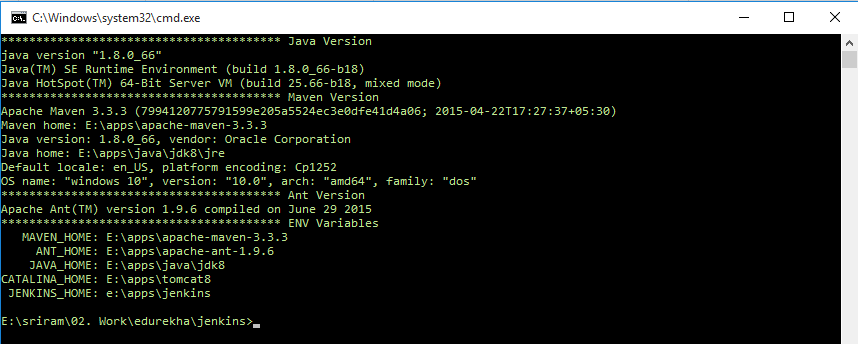 C:\Windows\system32\cmd.exe
**************************************** Java Version
java version "1.8.0_66"
Java(TM) SE Runtime Environment (build 1.8.0_66-b18)
Java HotSpot(TM) 64-Bit Server VM (build 25.66-b18, mixed mode)
**************************************** Maven Version
Apache Maven 3.3.3 (7994120775791599e205a5524ec3e0dfe41d4a06; 2015-04-22T17:27:37+05:30)
Maven home: E:\apps\apache-maven-3.3.3
Java version: 1.8.0_66, vendor: Oracle Corporation
Java home: E:\apps\java\jdk8\jre
Default locale: en_US, platform encoding: Cp1252
OS name: "windows 10", version: "10.0", arch: "amd64", family: "dos"
**************************************** Ant Version
Apache Ant(TM) version 1.9.6 compiled on June 29 2015
**************************************** ENV Variables
   MAVEN_HOME: E:\apps\apache-maven-3.3.3
     ANT_HOME: E:\apps\apache-ant-1.9.6
    JAVA_HOME: E:\apps\java\jdk8
CATALINA_HOME: E:\apps\tomcat8
 JENKINS_HOME: e:\apps\jenkins
E:\sriram\02. Work\edurekha\jenkins>